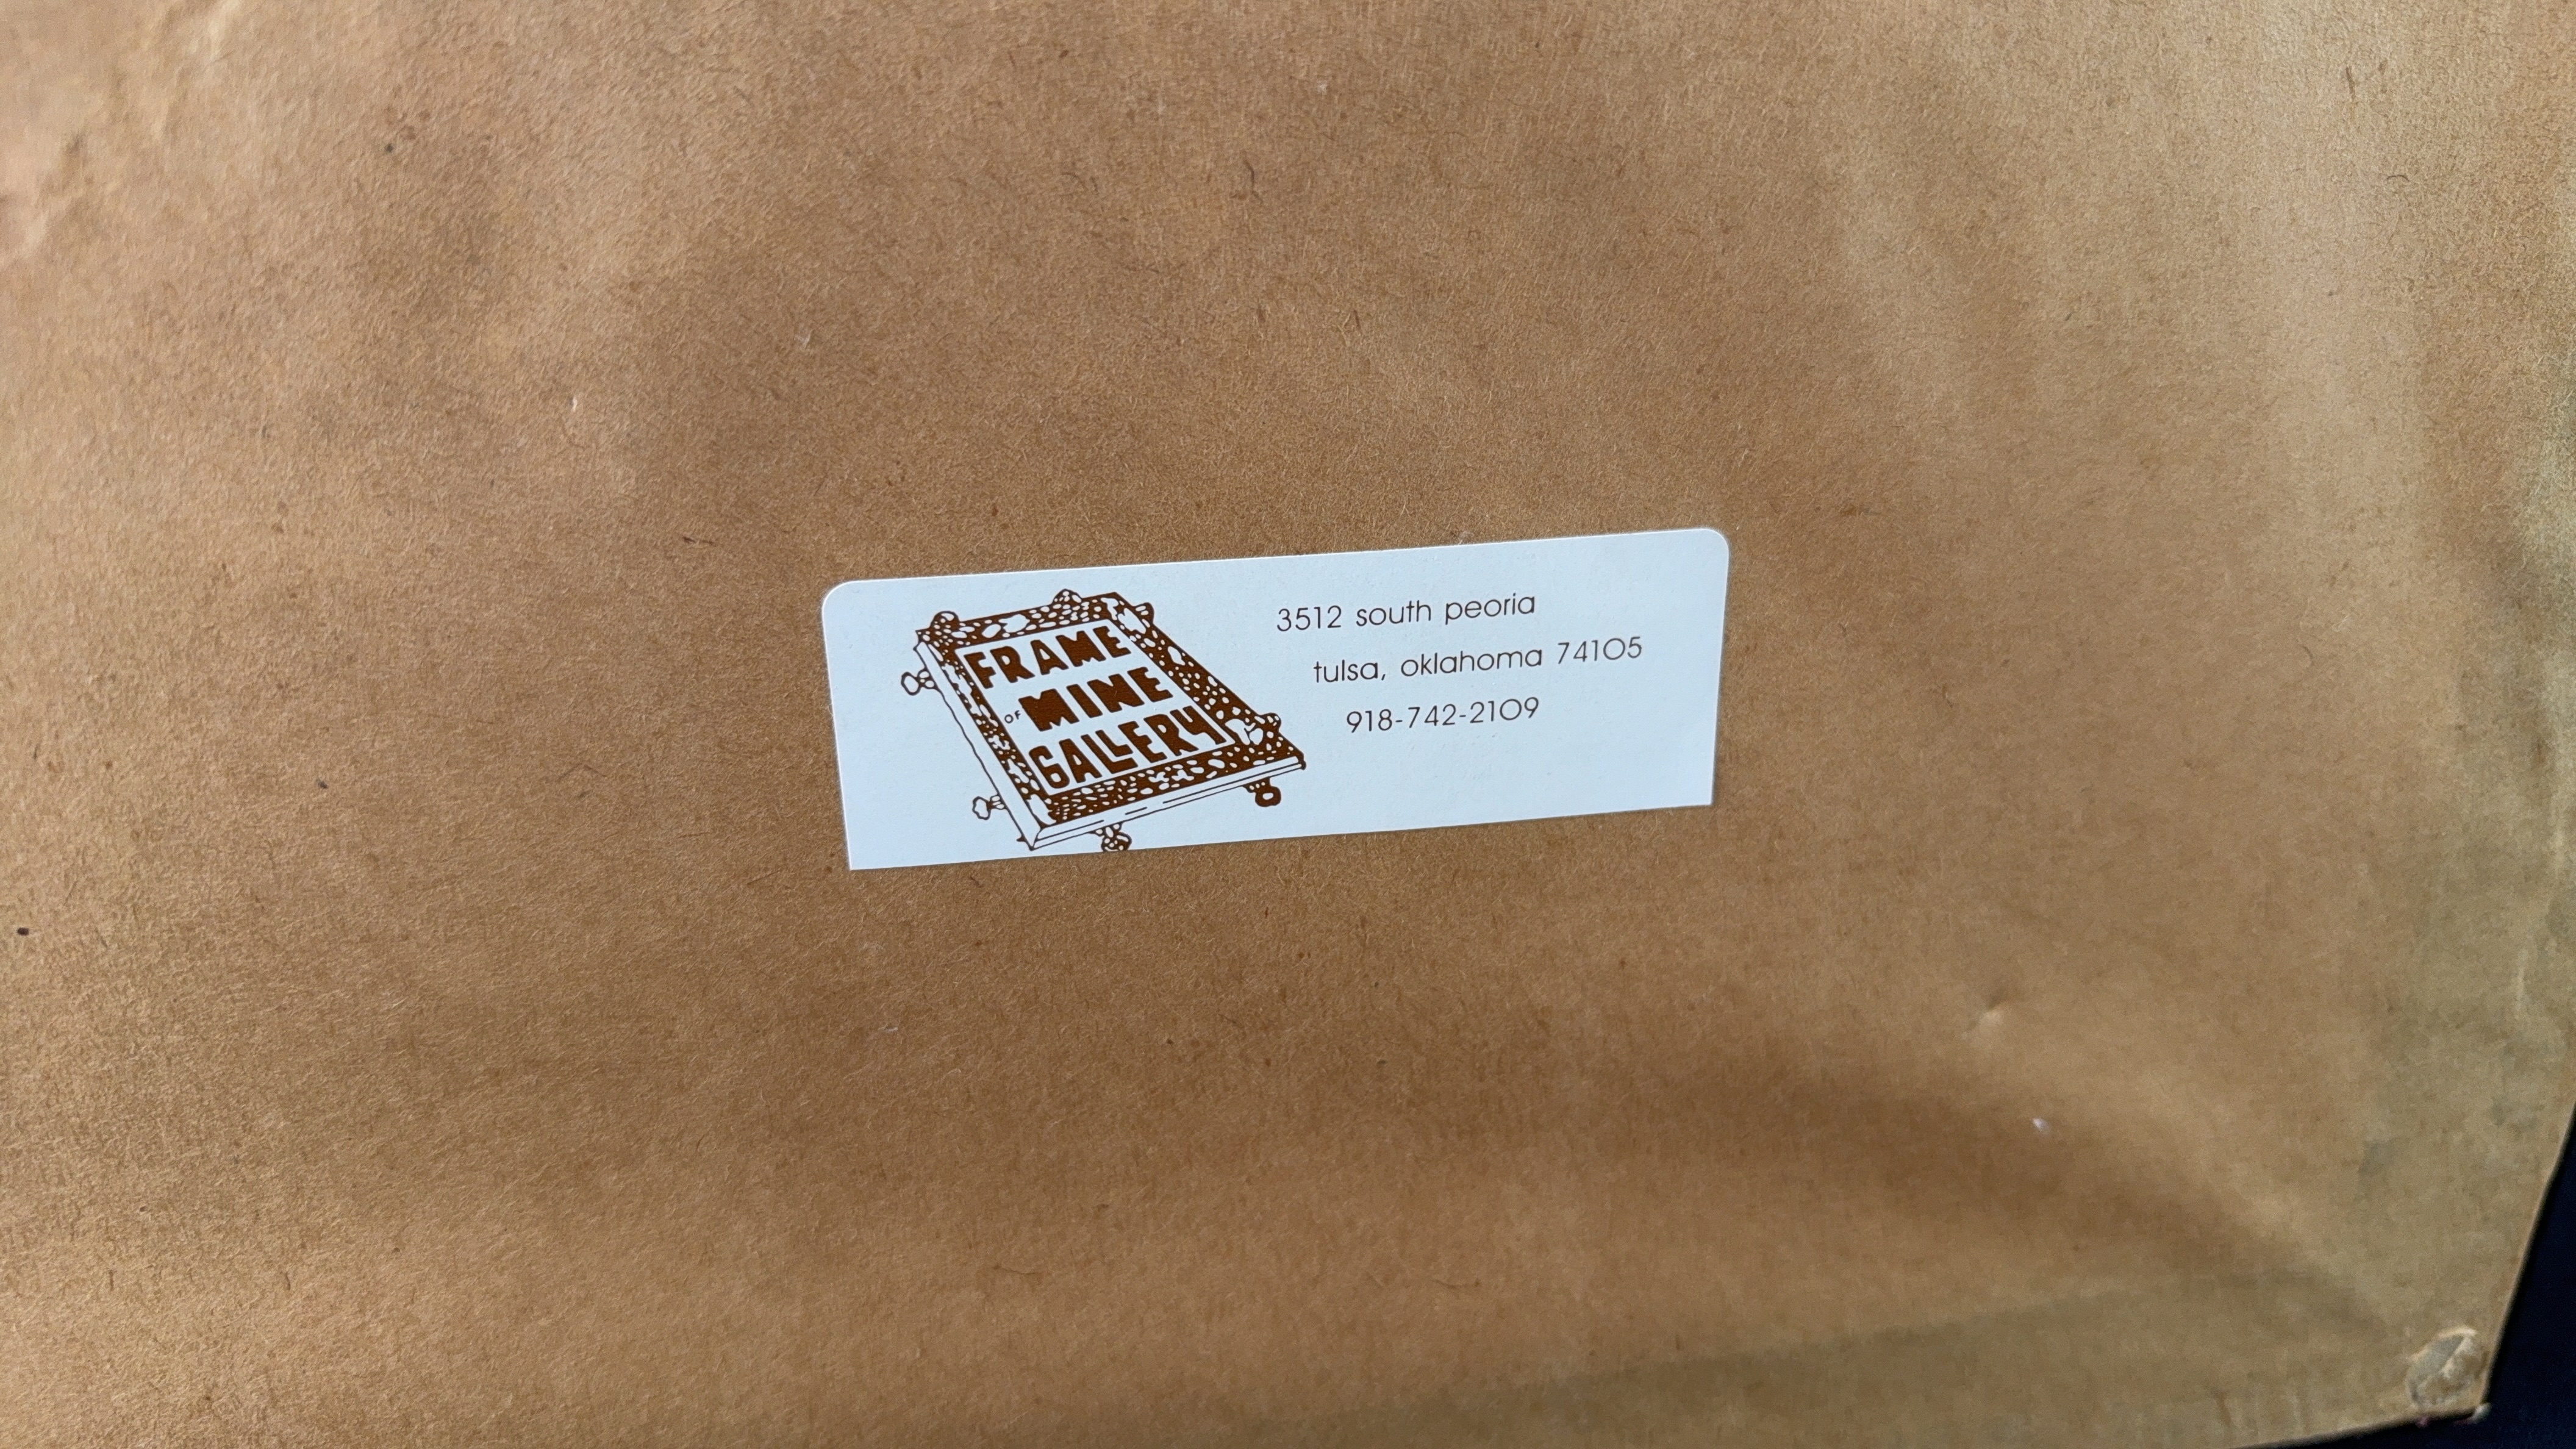 FRAME
OF MINE
GALLERY
3512 south peoria
tulsa, oklahoma 74105
918-742-2109